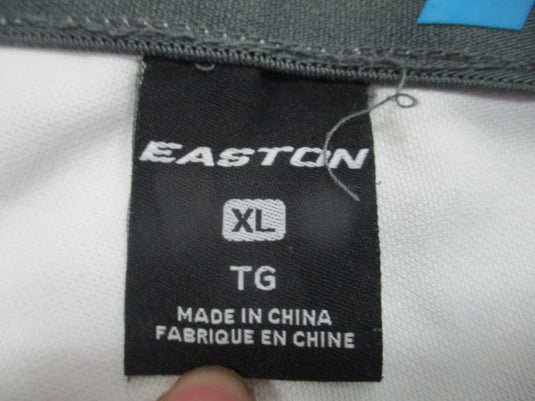 EASTON
XL
TG
MADE IN CHINA
FABRIQUE EN CHINE